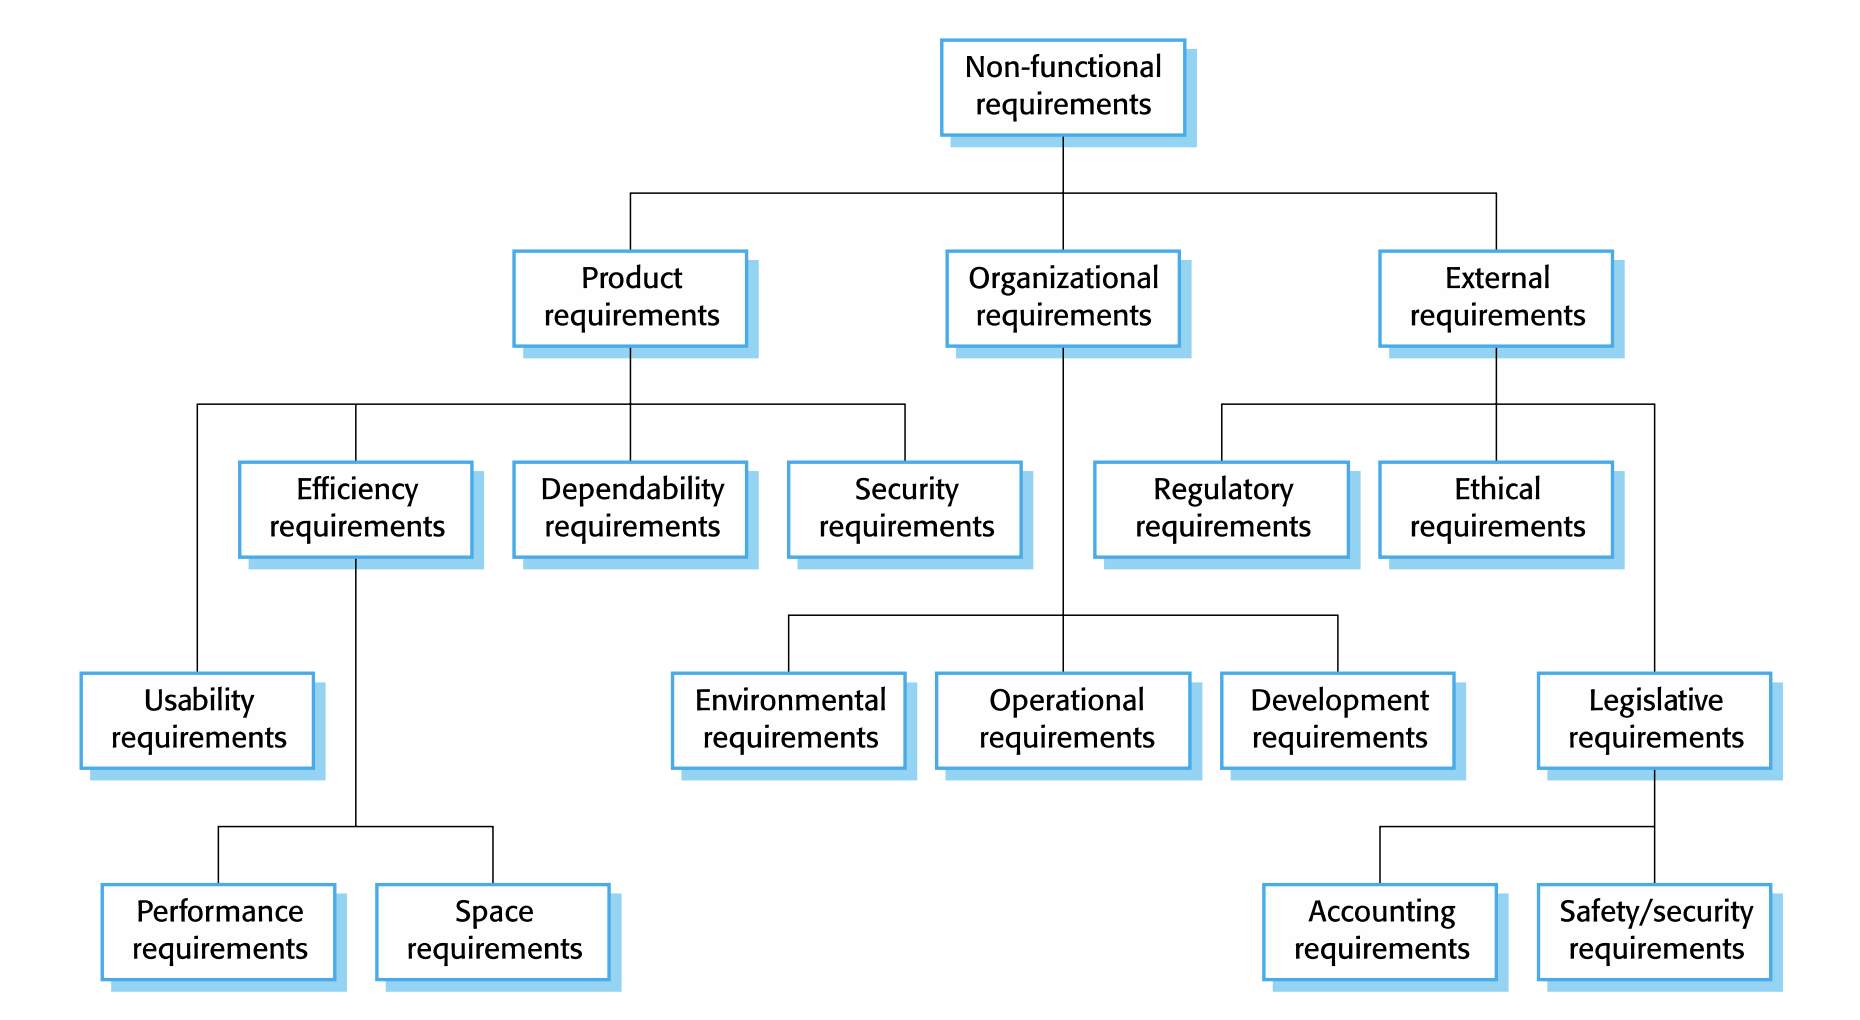 Non-functional
requirements
Product
requirements
Organizational
requirements
External
requirements
Efficiency
requirements
Dependability
requirements
Security
requirements
Regulatory
requirements
Ethical
requirements
Usability
requirements
Environmental
requirements
Operational
requirements
Development
requirements
Legislative
requirements
Performance
requirements
Space
requirements
Accounting
requirements
Safety/security
requirements